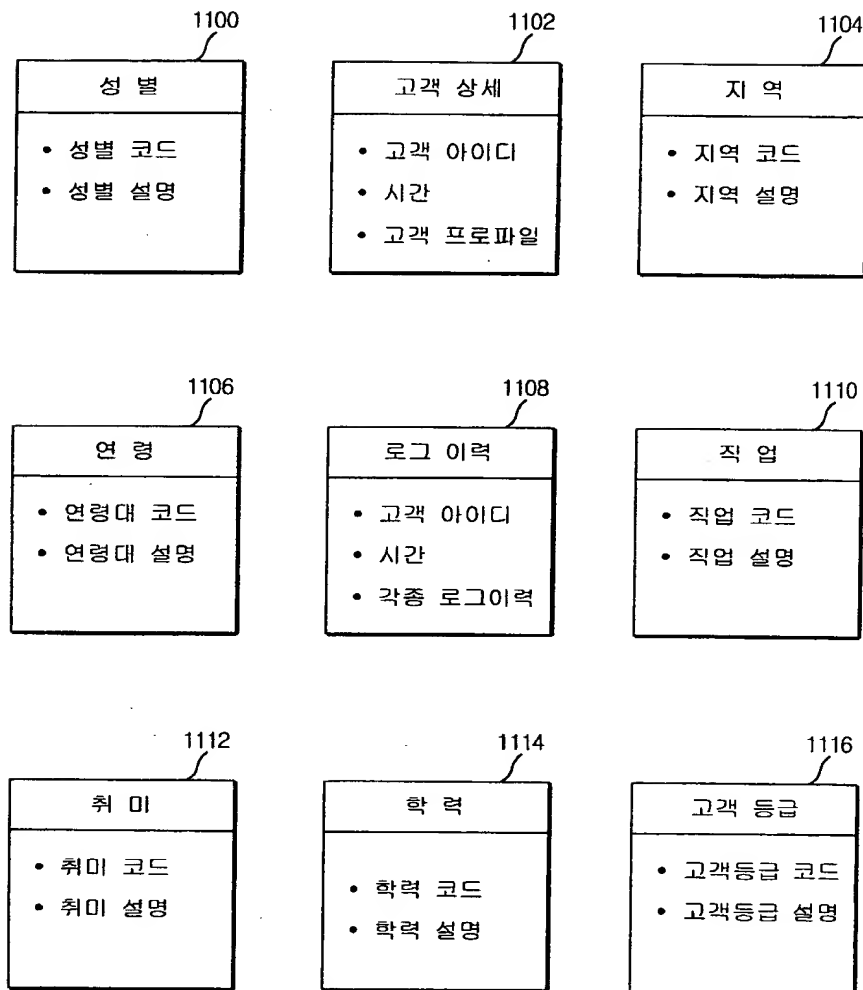 1100
성 별
• 성별 코드
• 성별 설명
1102
고객 상세
• 고객 아이디
• 시간
• 고객 프로파일
1104
지 역
• 지역 코드
• 지역 설명
1106
연 령
• 연령대 코드
• 연령대 설명
1108
로그 이력
• 고객 아이디
• 시간
• 각종 로그이력
1110
직 업
• 직업 코드
• 직업 설명
1112
취 미
• 취미 코드
• 취미 설명
1114
학 력
• 학력 코드
• 학력 설명
1116
고객 등급
• 고객등급 코드
• 고객등급 설명